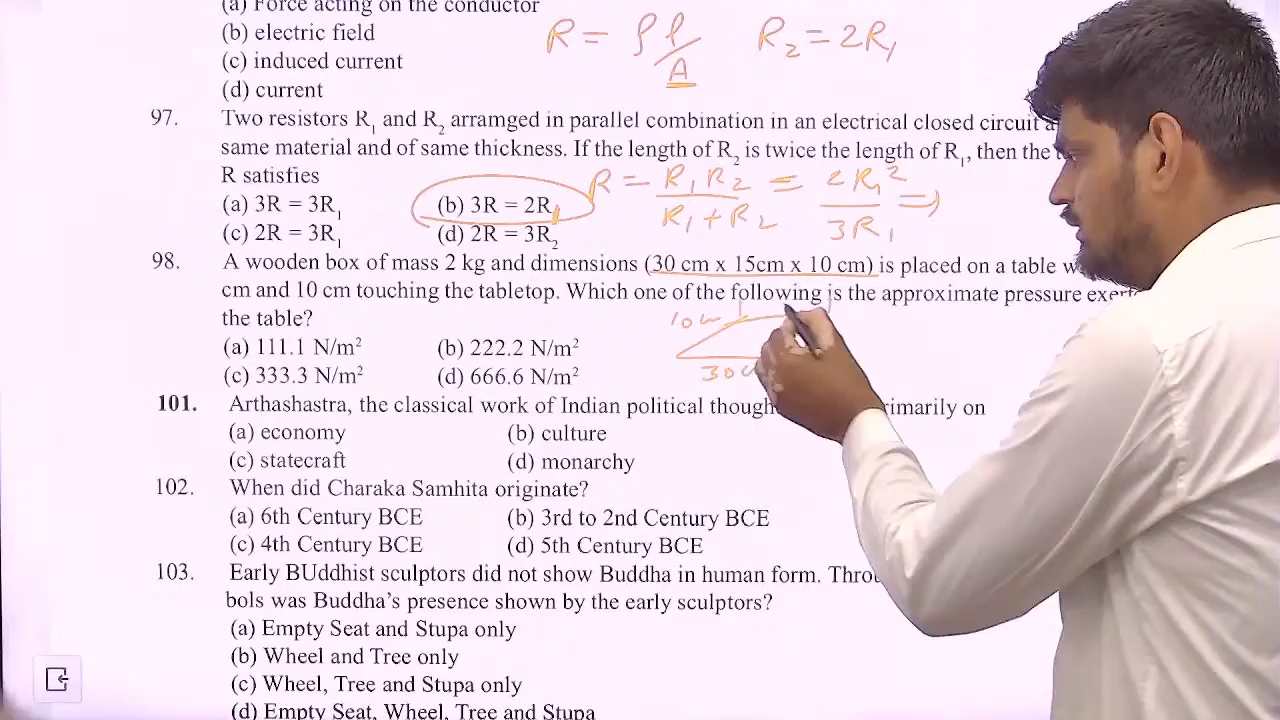 (a) Force acting on the conductor
(b) electric field
(c) induced current
(d) current
R = ρl/A R₂ = 2R₁
97. Two resistors R₁ and R₂ arramged in parallel combination in an electrical closed circuit
same material and of same thickness. If the length of R₂ is twice the length of R₁, then the
R satisfies
R = R₁R₂/R₁+R₂ = 2R₁²/3R₁ ⇒
(a) 3R = 3R₁ (b) 3R = 2R₁
(c) 2R = 3R₁ (d) 2R = 3R₂
98. A wooden box of mass 2 kg and dimensions (30 cm x 15cm x 10 cm) is placed on a table
cm and 10 cm touching the tabletop. Which one of the following is the approximate pressure
the table?
10cm
(a) 111.1 N/m² (b) 222.2 N/m²
(c) 333.3 N/m² (d) 666.6 N/m²
30
101. Arthashastra, the classical work of Indian political on
(a) economy (b) culture
(c) statecraft (d) monarchy
102. When did Charaka Samhita originate?
(a) 6th Century BCE (b) 3rd to 2nd Century BCE
(c) 4th Century BCE (d) 5th Century BCE
103. Early BUddhist sculptors did not show Buddha in human form.
bols was Buddha's presence shown by the early sculptors?
(a) Empty Seat and Stupa only
(b) Wheel and Tree only
(c) Wheel, Tree and Stupa only
(d) Empty Seat, Wheel, Tree and Stupa